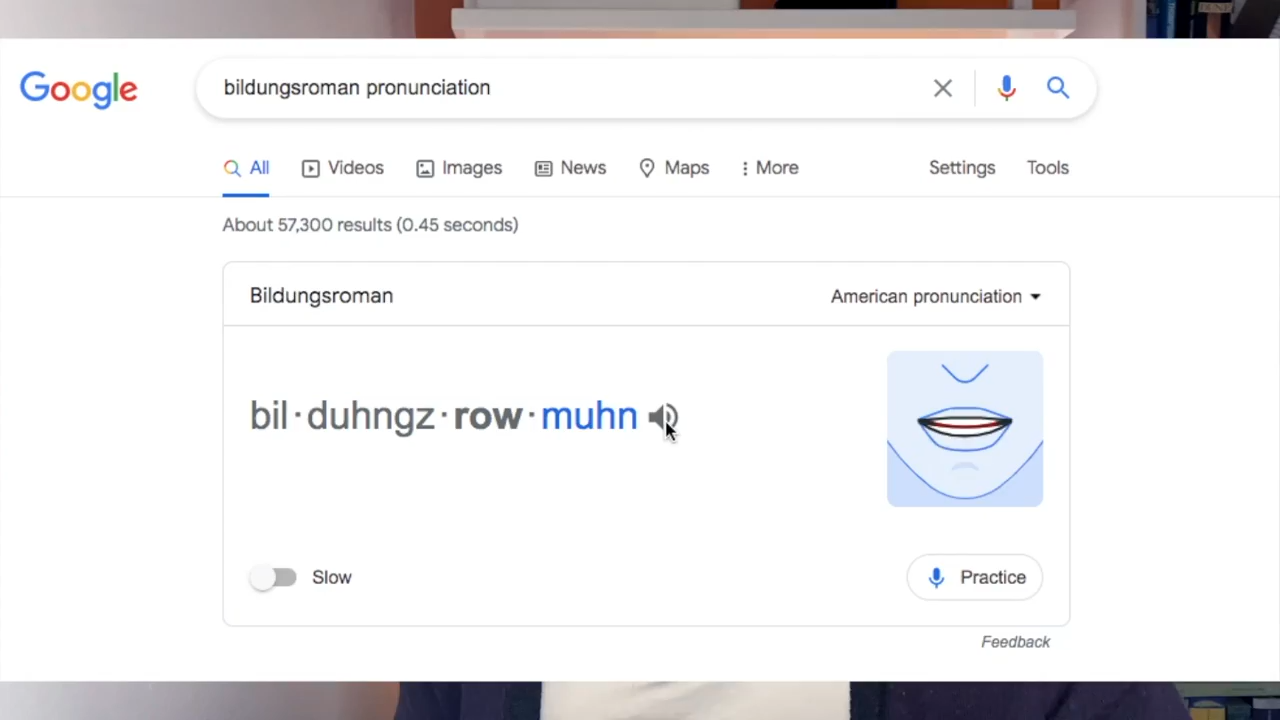 Google
bildungsroman pronunciation
All Videos Images News Maps More Settings Tools
About 57,300 results (0.45 seconds)
Bildungsroman American pronunciation
bil · duhngz · row · muhn
Slow Practice
Feedback